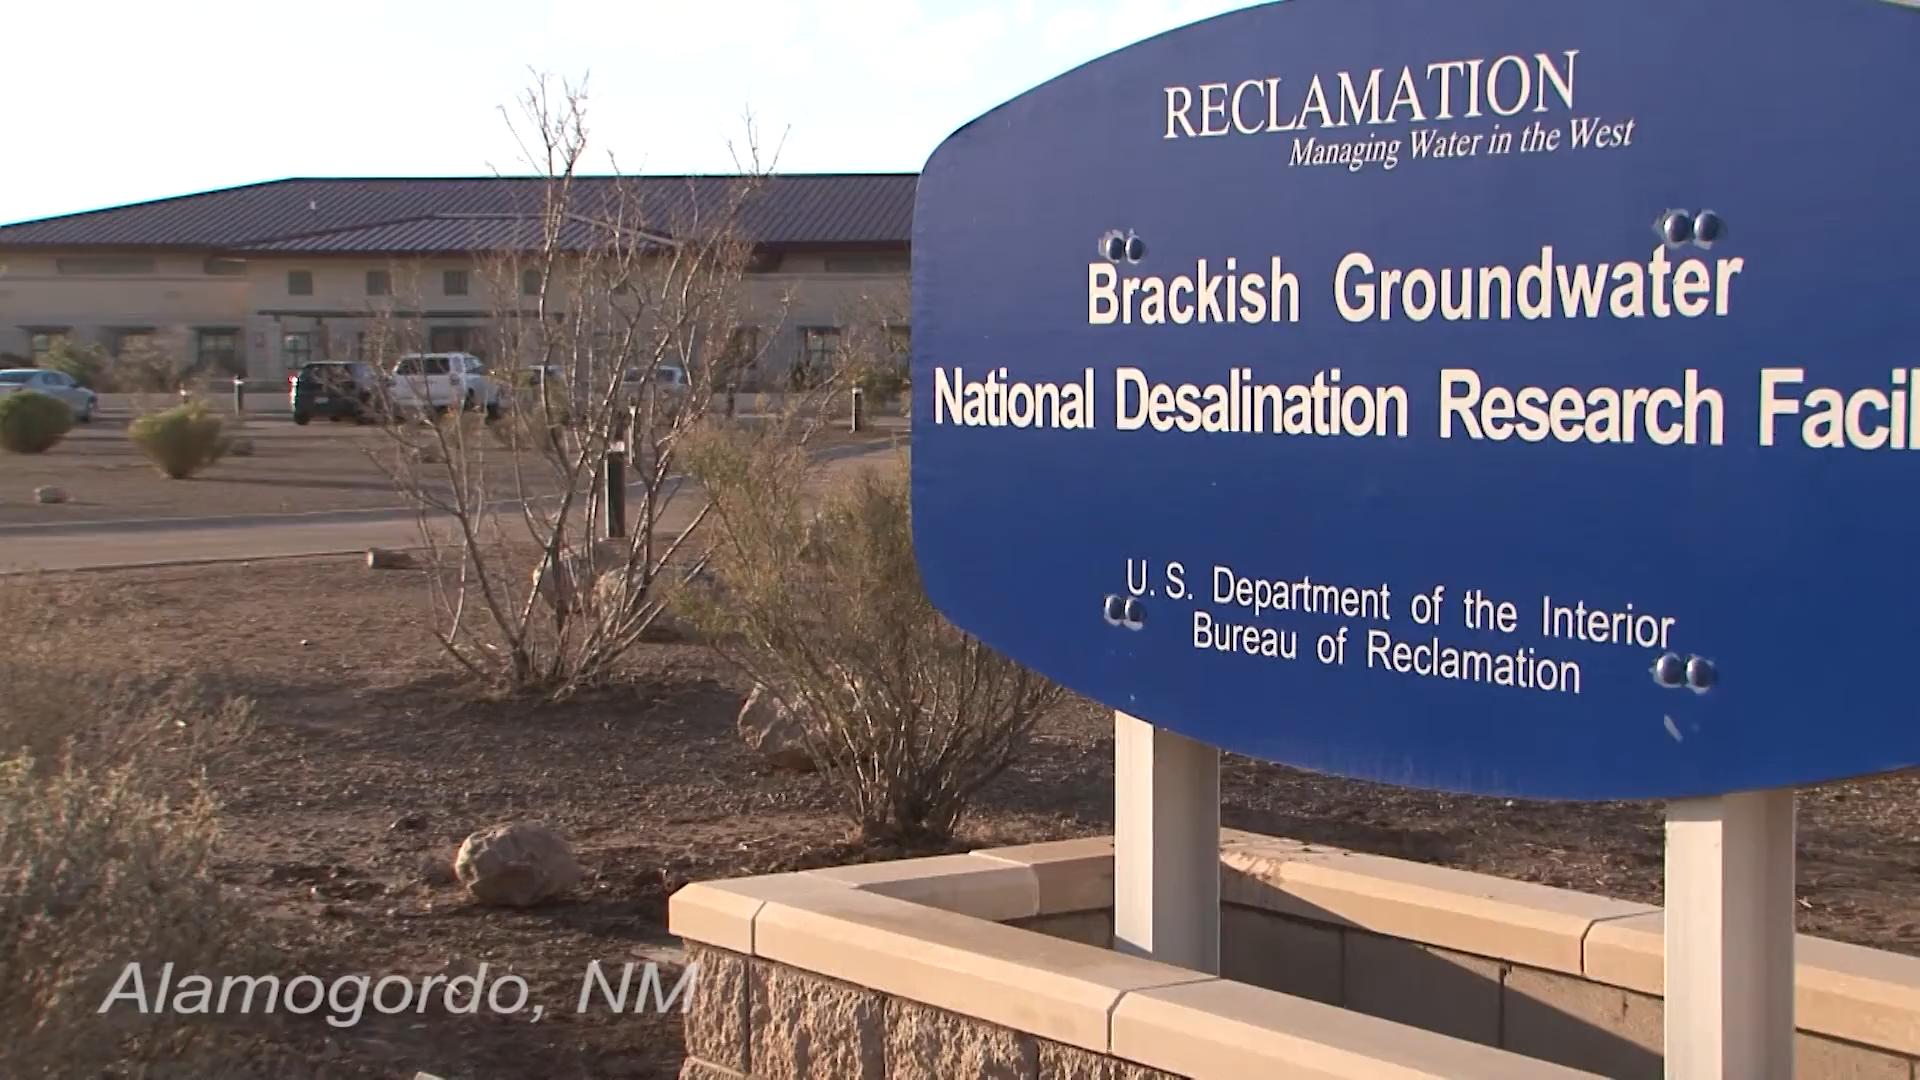 RECLAMATION
Managing Water in the West
Brackish Groundwater
National Desalination Research Facil
U. S. Department of the Interior
Bureau of Reclamation
Alamogordo, NM